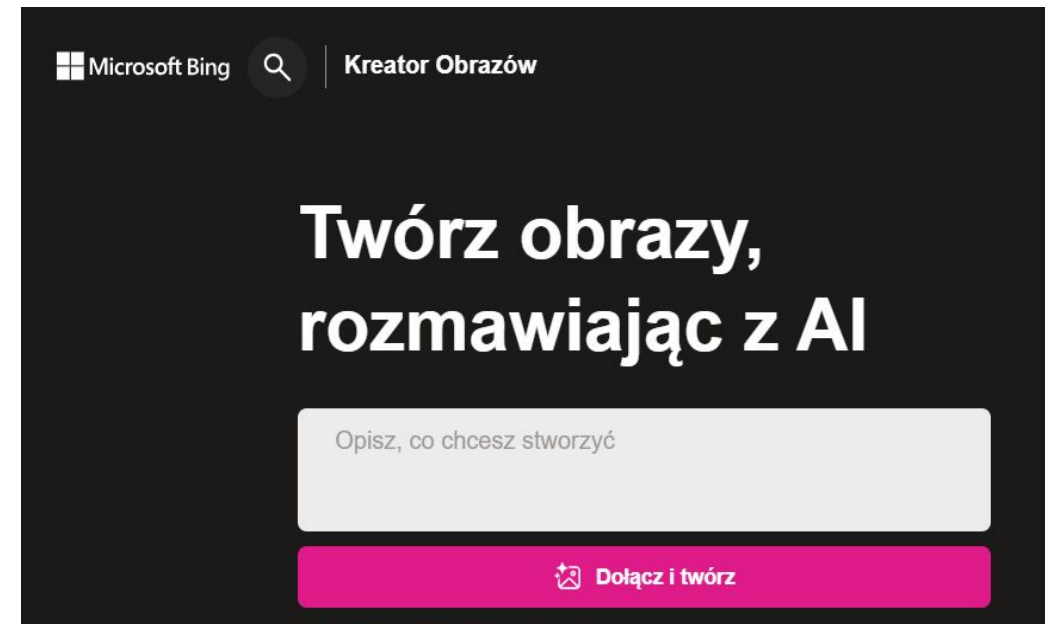 Microsoft Bing Kreator Obrazów
Twórz obrazy,
rozmawiając z AI
Opisz, co chcesz stworzyć
Dołącz i twórz